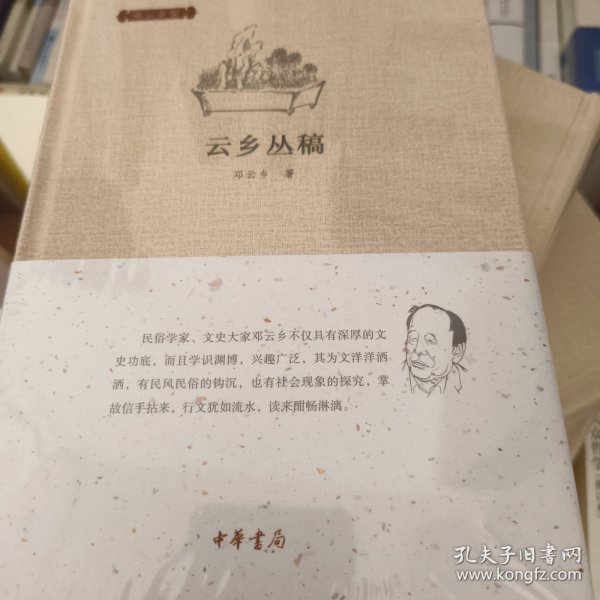 云乡丛稿
邓云乡 著
民俗学家、文史大家邓云乡不仅具有深厚的文
史功底，而且学识渊博，兴趣广泛，其为文洋洋洒
洒，有民风民俗的钩沉，也有社会现象的探究，掌
故信手拈来，行文犹如流水，读来酣畅淋漓。
中華書局
孔夫子旧书网
www.kongfz.com